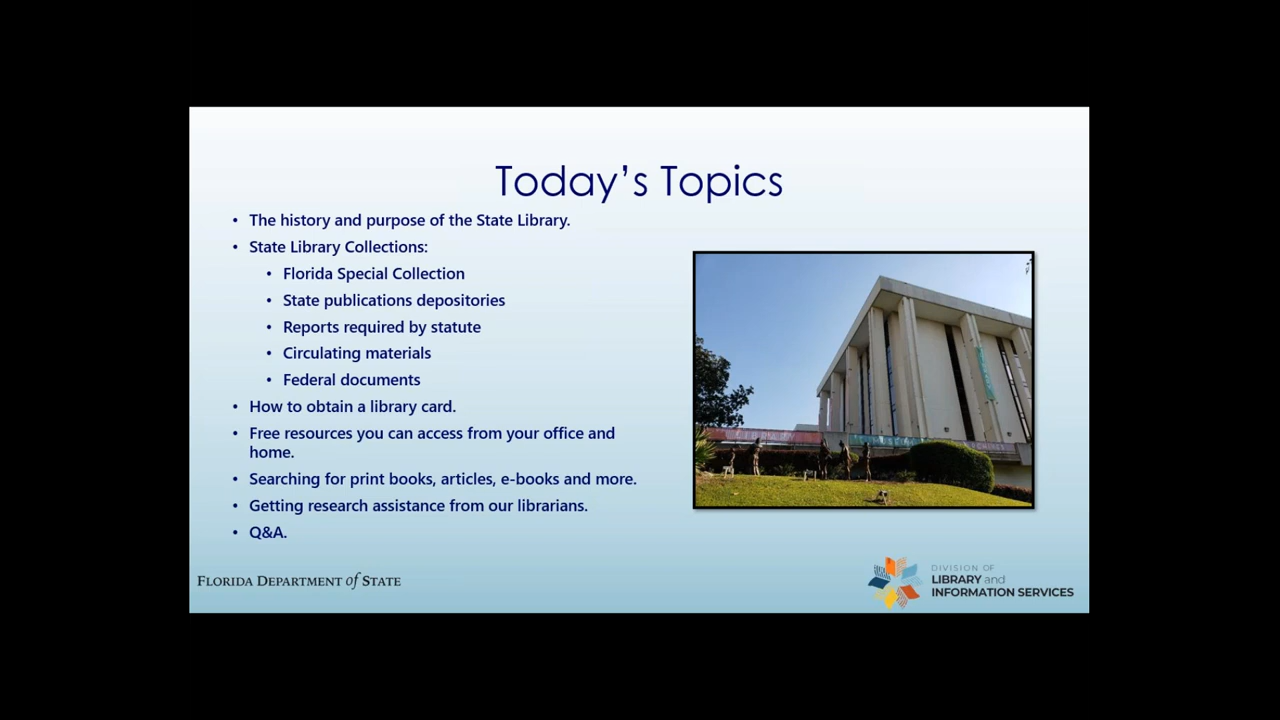 Today's Topics
• The history and purpose of the State Library.
• State Library Collections:
• Florida Special Collection
• State publications depositories
• Reports required by statute
• Circulating materials
• Federal documents
• How to obtain a library card.
• Free resources you can access from your office and
home.
• Searching for print books, articles, e-books and more.
• Getting research assistance from our librarians.
• Q&A.
FLORIDA DEPARTMENT of STATE
DIVISION OF
LIBRARY and
INFORMATION SERVICES